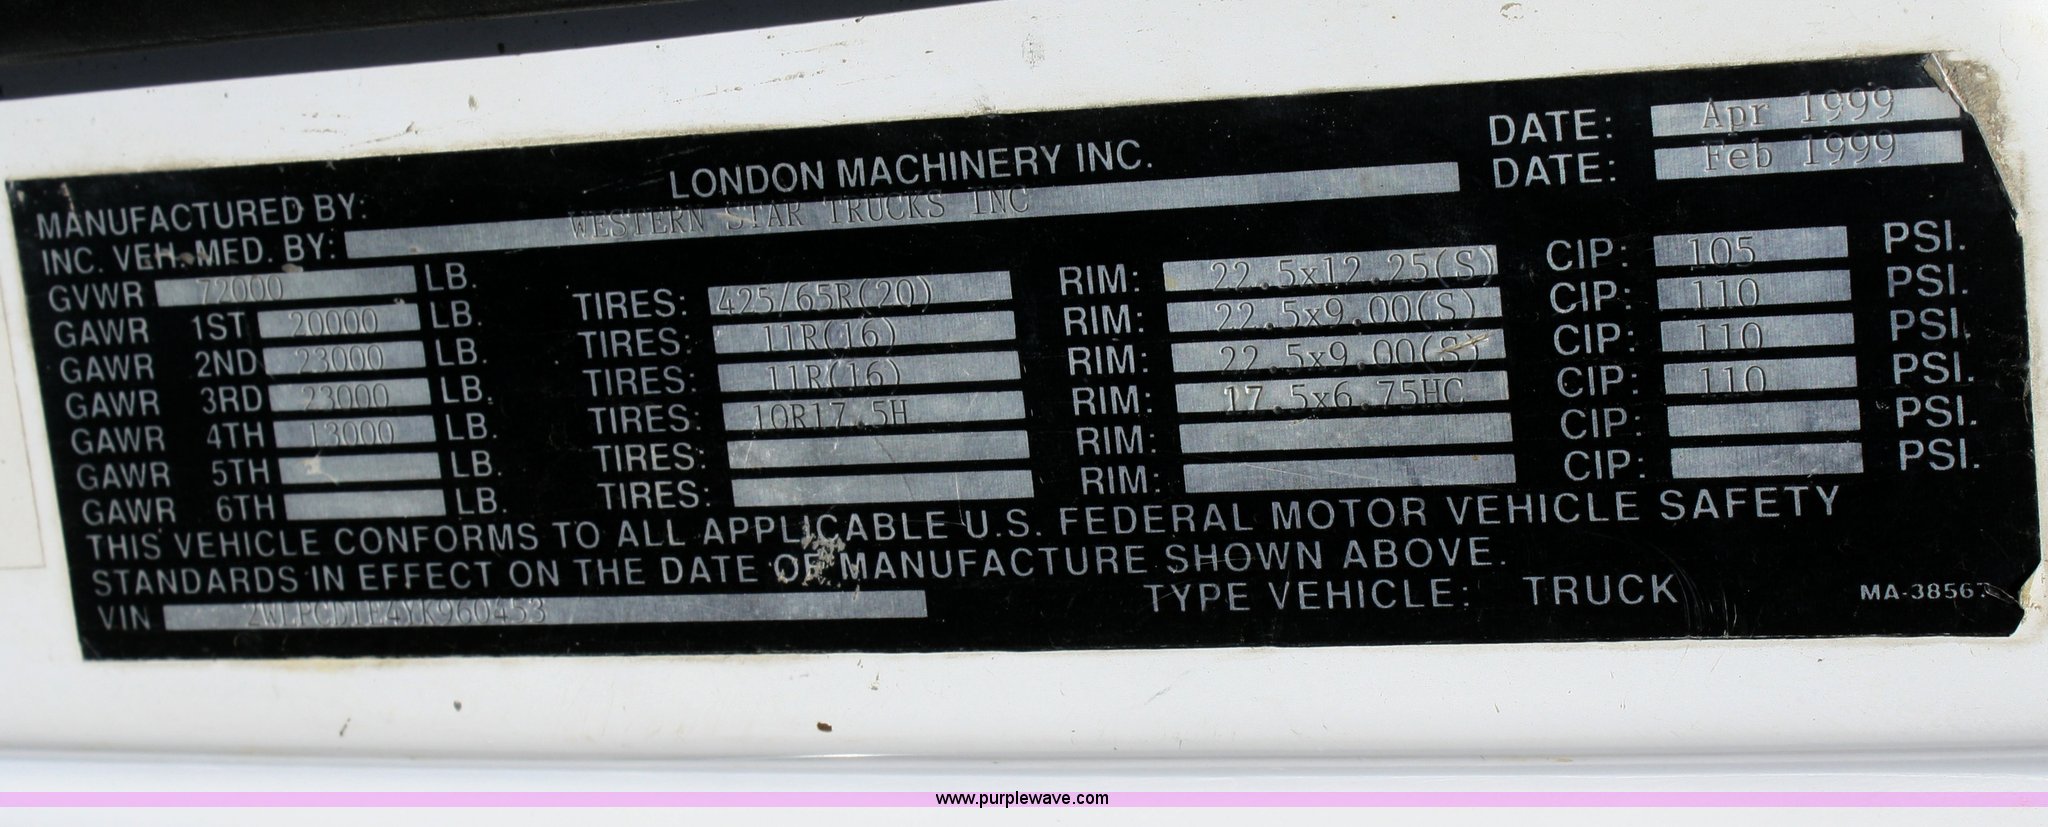 MANUFACTURED BY: LONDON MACHINERY INC. DATE: Apr 1999
INC. VEH. MED. BY: WESTERN STAR TRUCKS INC DATE: Feb 1999
GVWR 72000 LB.
GAWR 1ST 20000 LB. TIRES: 425/65R(20) RIM: 22.5x12.25(S) CIP: 105 PSI.
GAWR 2ND 23000 LB. TIRES: 11R(16) RIM: 22.5x9.00(S) CIP: 110 PSI.
GAWR 3RD 23000 LB. TIRES: 11R(16) RIM: 22.5x9.00(S) CIP: 110 PSI.
GAWR 4TH 13000 LB. TIRES: 10R17.5H RIM: 17.5x6.75HC CIP: 110 PSI.
GAWR 5TH LB. TIRES: RIM: CIP: PSI.
GAWR 6TH LB. TIRES: RIM: CIP: PSI.
THIS VEHICLE CONFORMS TO ALL APPLICABLE U.S. FEDERAL MOTOR VEHICLE SAFETY
STANDARDS IN EFFECT ON THE DATE OF MANUFACTURE SHOWN ABOVE.
VIN 2WLPCD1E4YK960453 TYPE VEHICLE: TRUCK MA-38567
www.purplewave.com